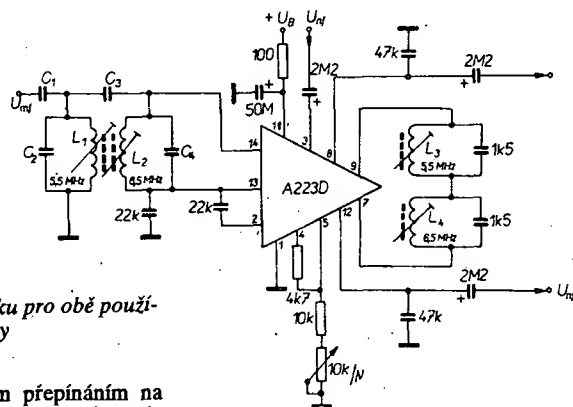 + U_B
U_nf
100
2M2
+
47k
2M2
+
C_1
C_3
U_mf
+
50M
11
3
8
14
9
C_2
L_1
5,5 MHz
L_2
6,5 MHz
C_4
A223D
L_3
5,5 MHz
1k5
13
7
22k
22k
2
1
4
5
12
L_4
6,5 MHz
1k5
2M2
+
4k7
10k
47k
10k/N
ku pro obě použí-
y
m přepínáním na